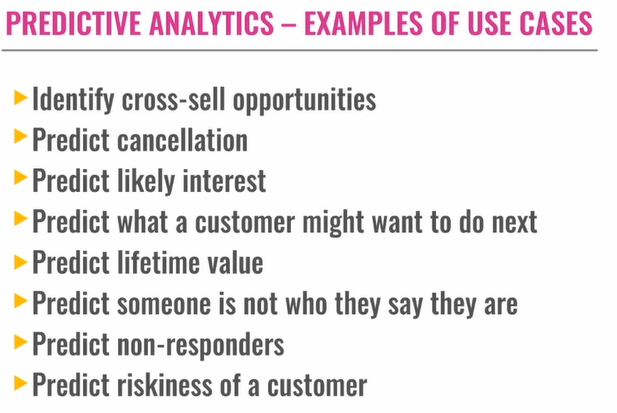 PREDICTIVE ANALYTICS – EXAMPLES OF USE CASES
Identify cross-sell opportunities
Predict cancellation
Predict likely interest
Predict what a customer might want to do next
Predict lifetime value
Predict someone is not who they say they are
Predict non-responders
Predict riskiness of a customer